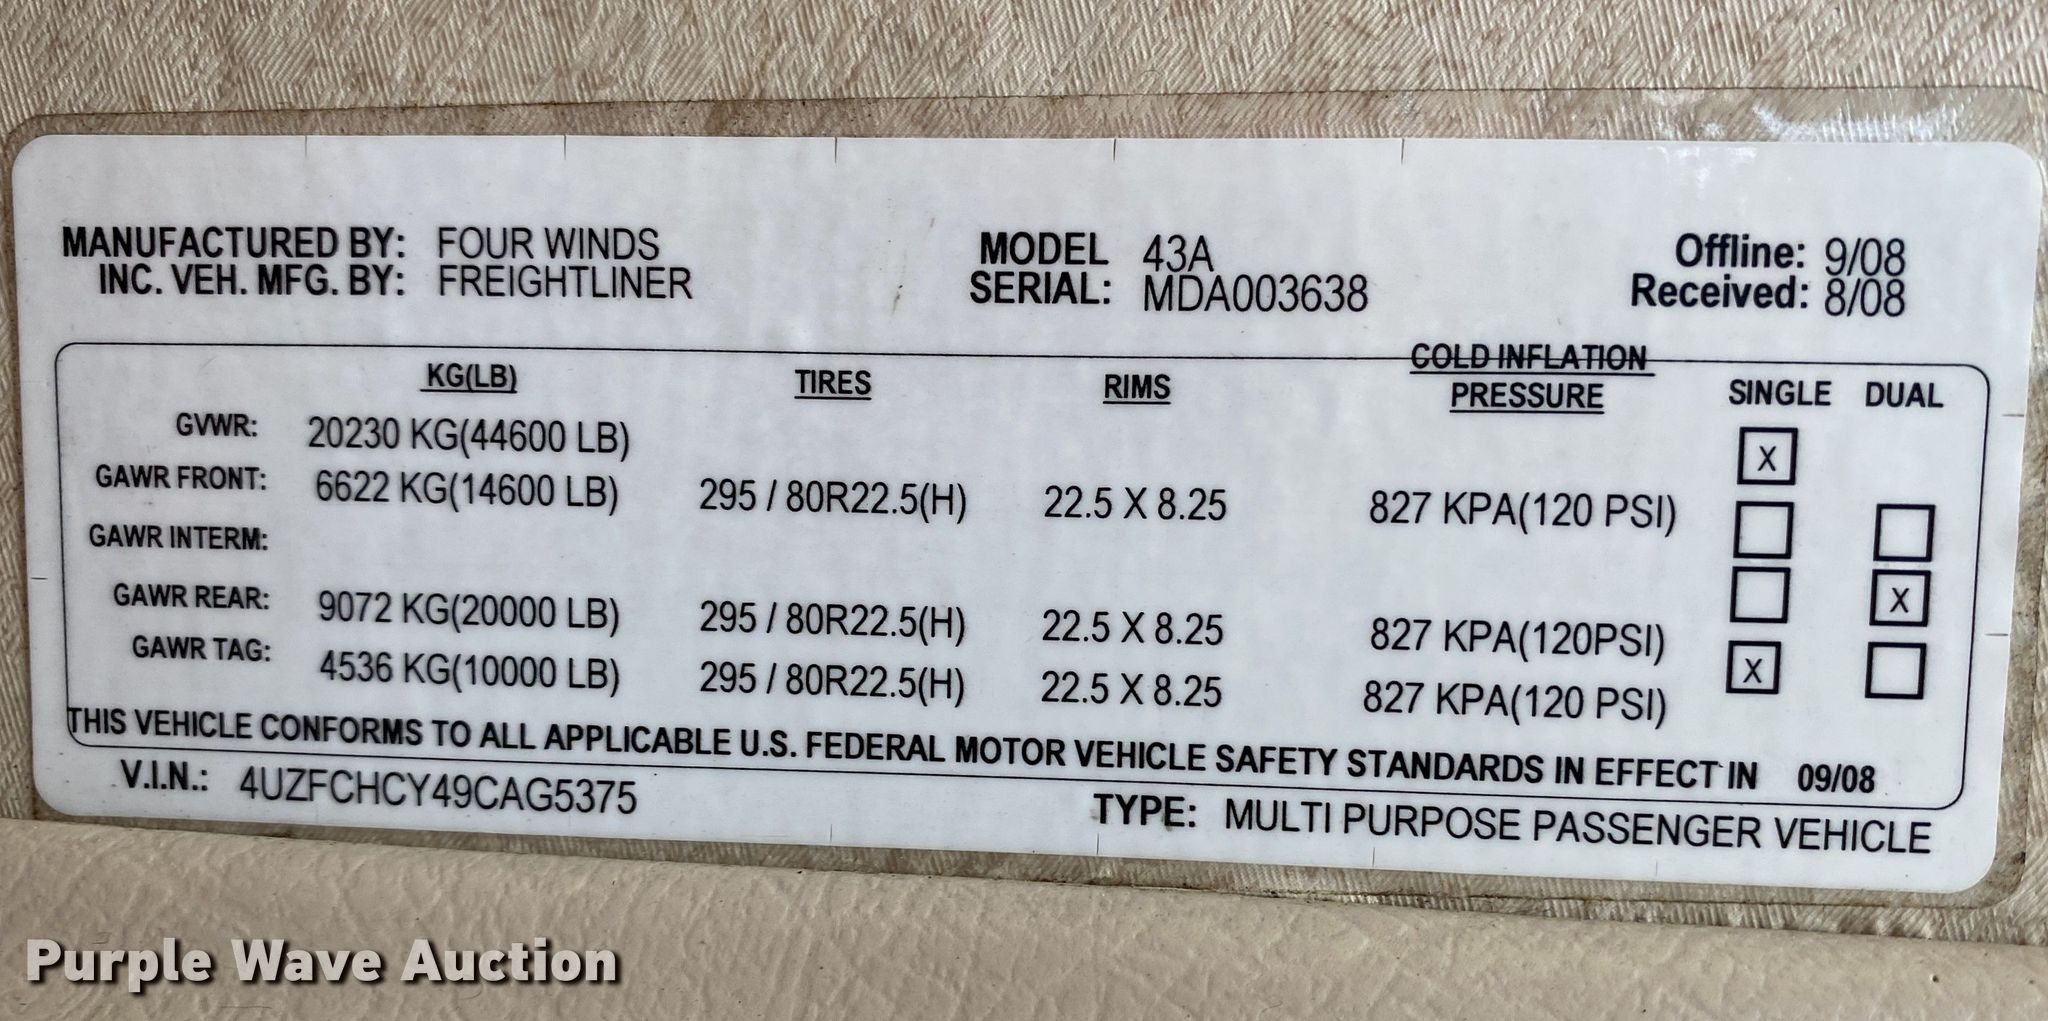 MANUFACTURED BY: FOUR WINDS MODEL 43A Offline: 9/08
INC. VEH. MFG. BY: FREIGHTLINER SERIAL: MDA003638 Received: 8/08
KG(LB) TIRES RIMS COLD INFLATION PRESSURE SINGLE DUAL
GVWR: 20230 KG(44600 LB)
GAWR FRONT: 6622 KG(14600 LB) 295 / 80R22.5(H) 22.5 X 8.25 827 KPA(120 PSI) X
GAWR INTERM:
GAWR REAR: 9072 KG(20000 LB) 295 / 80R22.5(H) 22.5 X 8.25 827 KPA(120PSI) X
GAWR TAG: 4536 KG(10000 LB) 295 / 80R22.5(H) 22.5 X 8.25 827 KPA(120 PSI) X
THIS VEHICLE CONFORMS TO ALL APPLICABLE U.S. FEDERAL MOTOR VEHICLE SAFETY STANDARDS IN EFFECT IN 09/08
V.I.N.: 4UZFCHCY49CAG5375 TYPE: MULTI PURPOSE PASSENGER VEHICLE
Purple Wave Auction